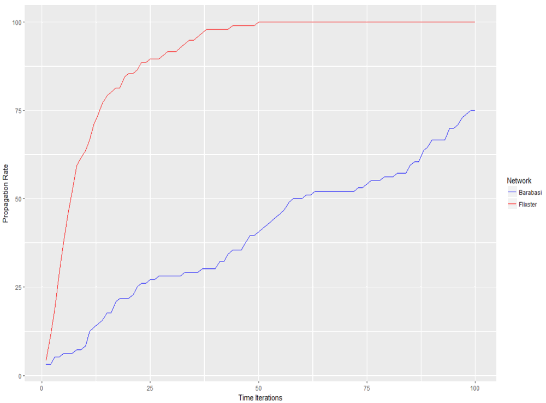 100
75
50
25
0
Propagation Rate
0 25 50 75 100
Time Iterations
Network
Barabasi
Flixster